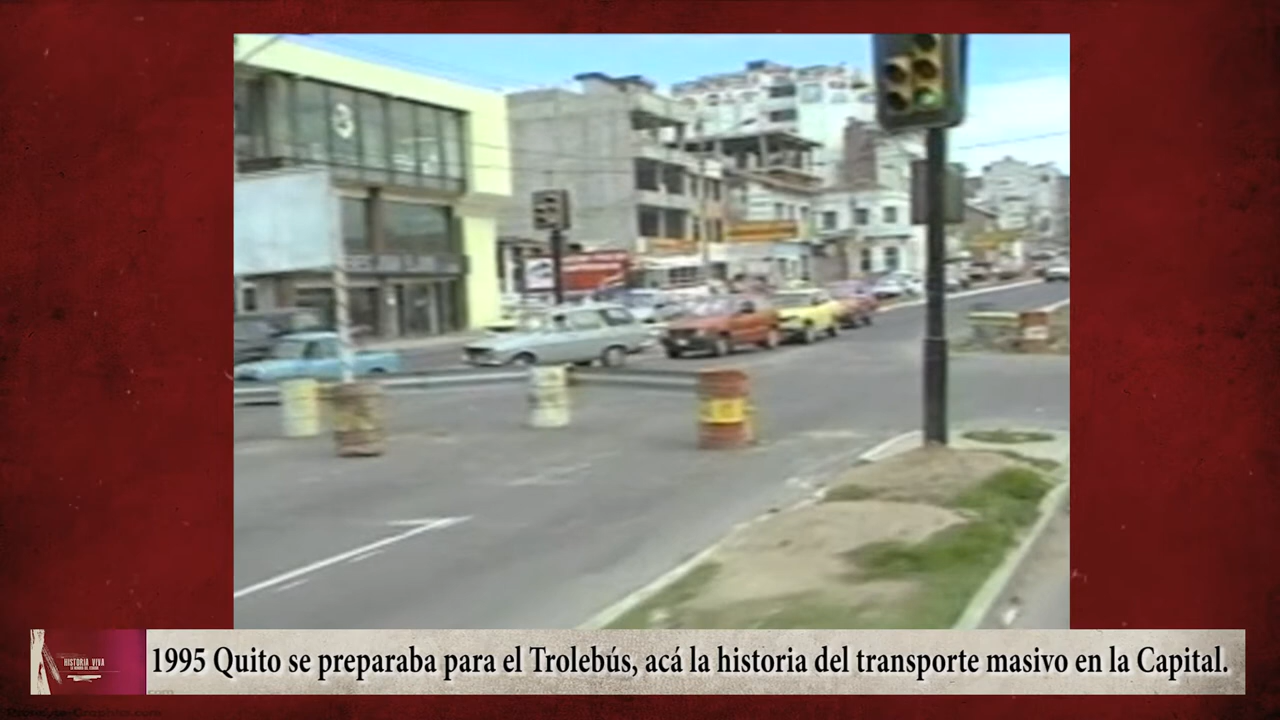 HISTORIA VIVA
1995 Quito se preparaba para el Trolebús, acá la historia del transporte masivo en la Capital.